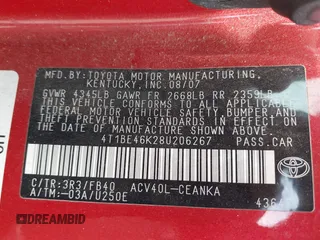 MFD.BY:TOYOTA MOTOR MANUFACTURING,
KENTUCKY, INC. 08/07
GVWR 4345LB GAWR FR 2668LB RR 2359LB
THIS VEHICLE CONFORMS TO ALL APPLICABLE
FEDERAL MOTOR VEHICLE SAFETY,
BUMPER, AND THEFT PREVENTION
STANDARDS IN EFFECT ON THE DATE
OF MANUFACTURE SHOWN ABOVE.
4T1BE46K28U206267 PASS.CAR
C/TR:3R3/FB40 ACV40L-CEANKA
A/TM:-03A/U250E
436
TOYOTA
DREAMBID